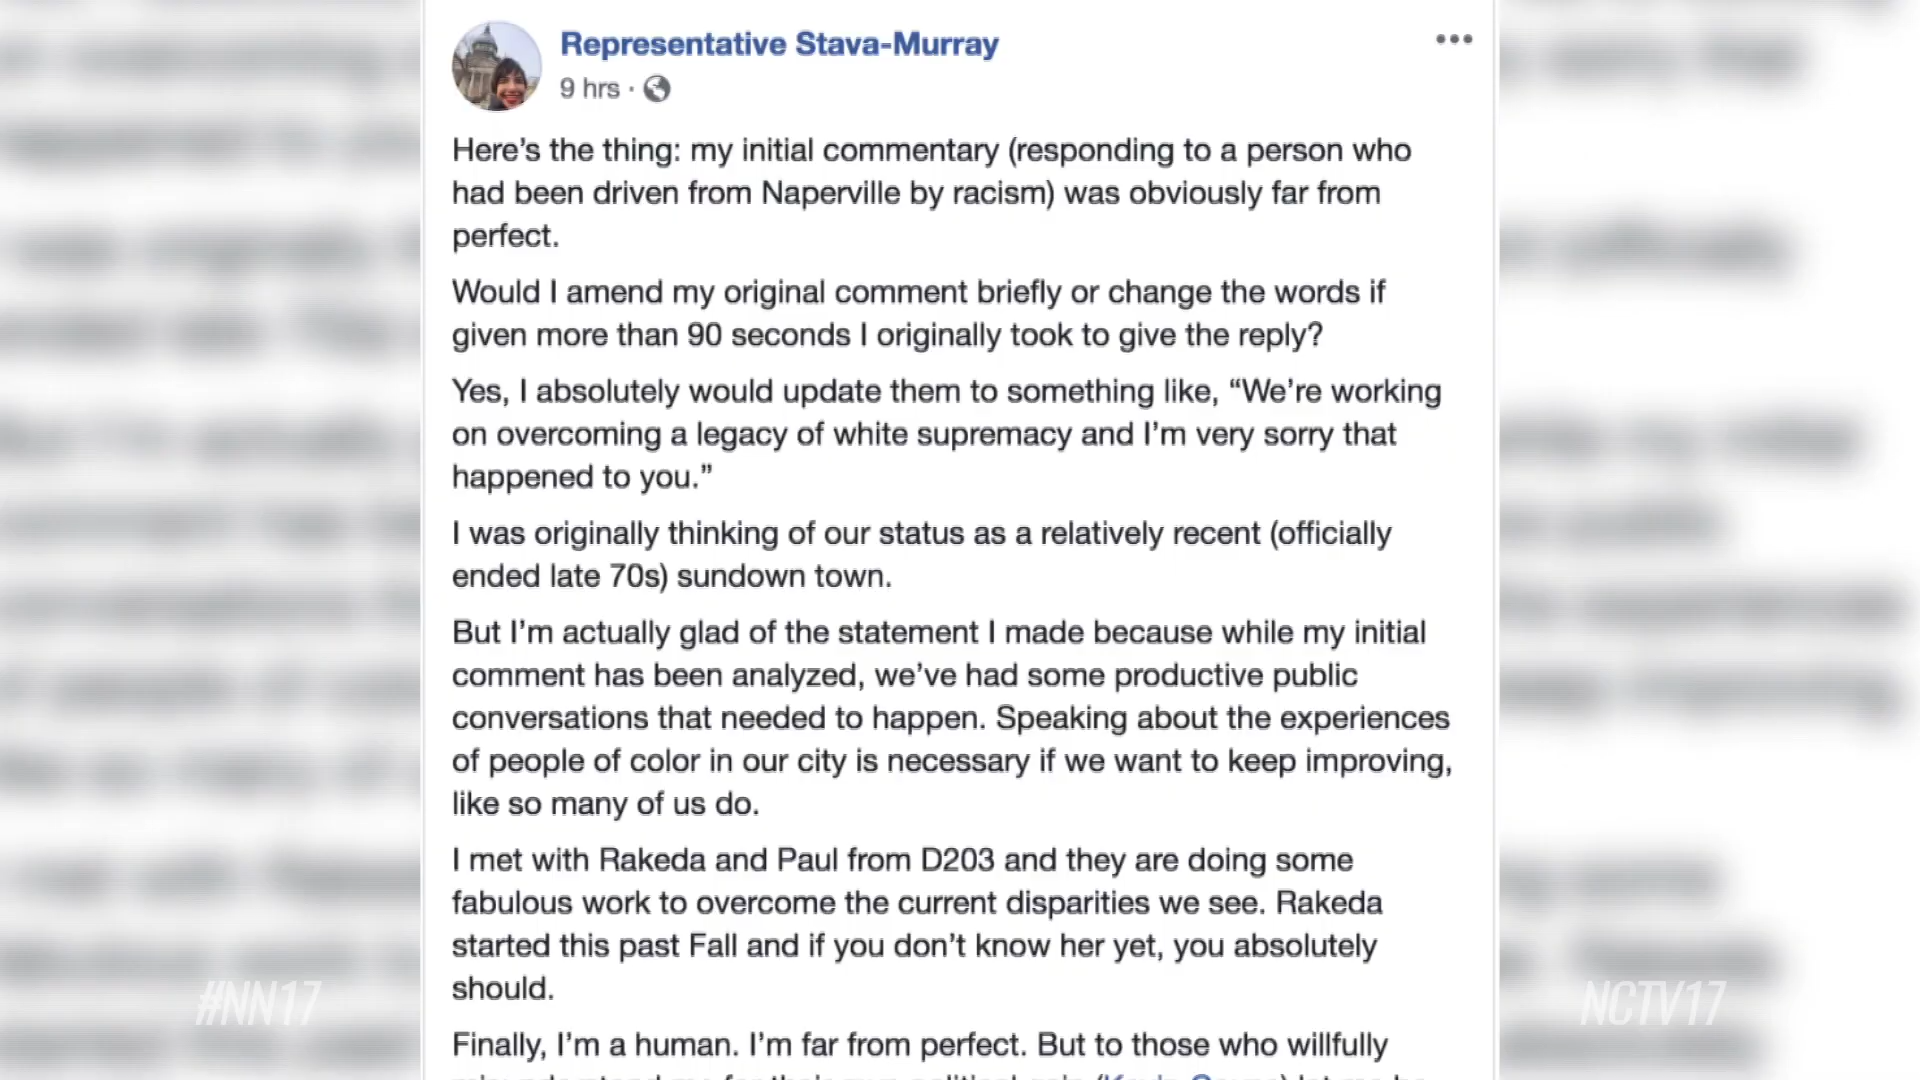 Representative Stava-Murray
9 hrs ·
Here’s the thing: my initial commentary (responding to a person who
had been driven from Naperville by racism) was obviously far from
perfect.
Would I amend my original comment briefly or change the words if
given more than 90 seconds I originally took to give the reply?
Yes, I absolutely would update them to something like, “We’re working
on overcoming a legacy of white supremacy and I’m very sorry that
happened to you.”
I was originally thinking of our status as a relatively recent (officially
ended late 70s) sundown town.
But I’m actually glad of the statement I made because while my initial
comment has been analyzed, we’ve had some productive public
conversations that needed to happen. Speaking about the experiences
of people of color in our city is necessary if we want to keep improving,
like so many of us do.
I met with Rakeda and Paul from D203 and they are doing some
fabulous work to overcome the current disparities we see. Rakeda
started this past Fall and if you don’t know her yet, you absolutely
should.
Finally, I’m a human. I’m far from perfect. But to those who willfully
#NN17
NCTV17